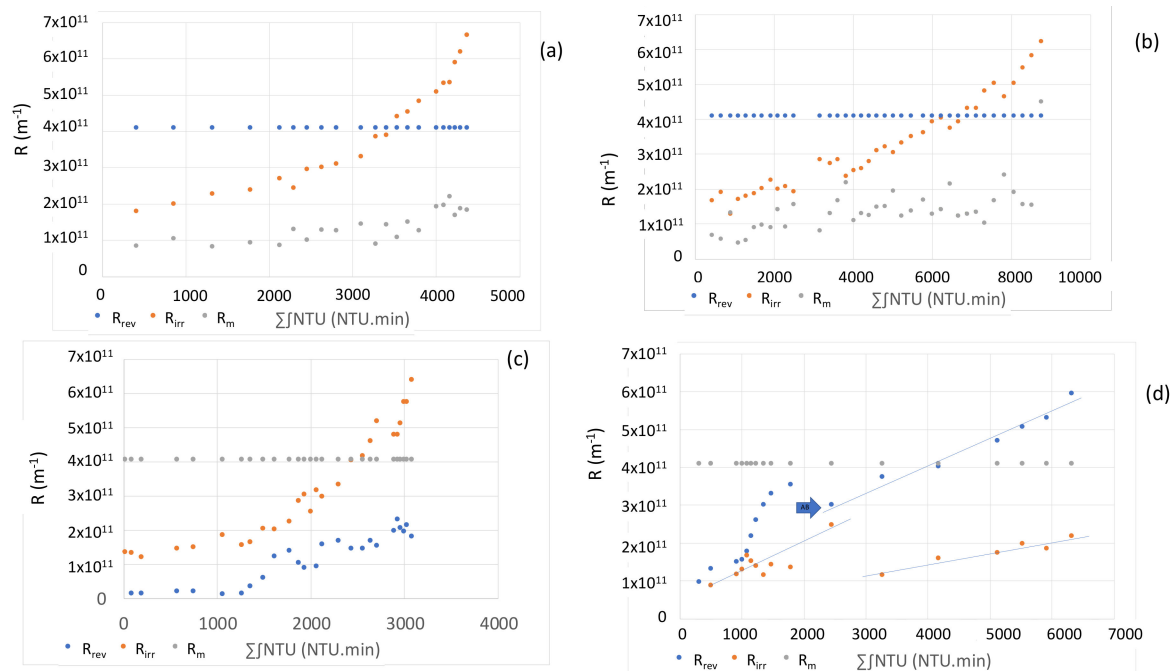 (a)
R (m⁻¹)
7x10¹¹
6x10¹¹
5x10¹¹
4x10¹¹
3x10¹¹
2x10¹¹
1x10¹¹
0
0 1000 2000 3000 4000 5000
∑∫NTU (NTU.min)
R_rev R_irr R_m
(b)
R (m⁻¹)
7x10¹¹
6x10¹¹
5x10¹¹
4x10¹¹
3x10¹¹
2x10¹¹
1x10¹¹
0
0 2000 4000 6000 8000 10000
∑∫NTU (NTU.min)
R_rev R_irr R_m
(c)
R (m⁻¹)
7x10¹¹
6x10¹¹
5x10¹¹
4x10¹¹
3x10¹¹
2x10¹¹
1x10¹¹
0
0 1000 2000 3000 4000
∑∫NTU (NTU.min)
R_rev R_irr R_m
(d)
R (m⁻¹)
7x10¹¹
6x10¹¹
5x10¹¹
4x10¹¹
3x10¹¹
2x10¹¹
1x10¹¹
0
AB
0 1000 2000 3000 4000 5000 6000 7000
∑∫NTU (NTU.min)
R_rev R_irr R_m